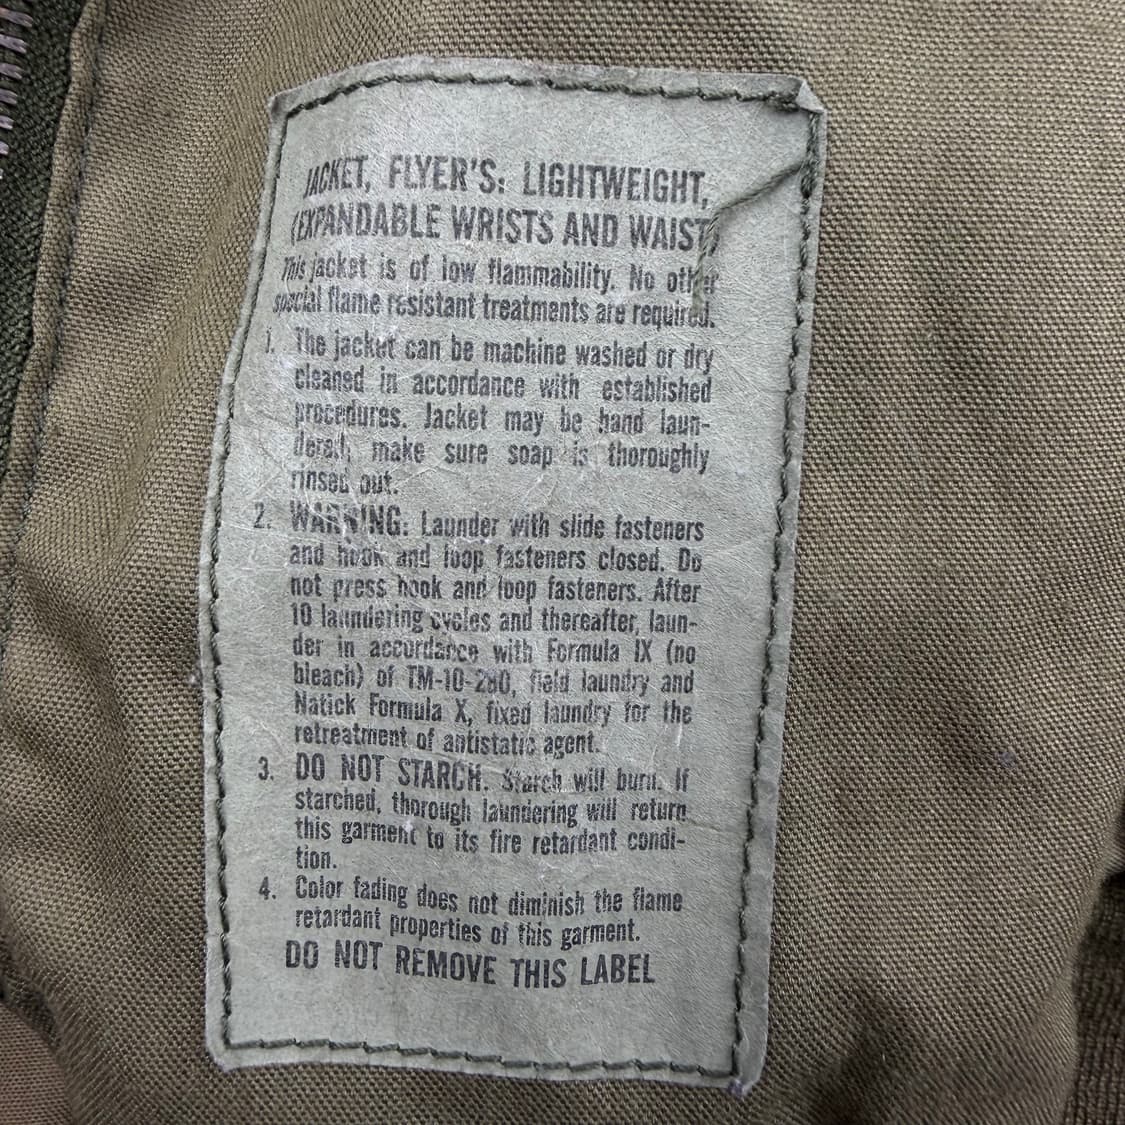 JACKET, FLYER'S: LIGHTWEIGHT,
(EXPANDABLE WRISTS AND WAIST)
This jacket is of low flammability. No other
special flame resistant treatments are required.
1. The jacket can be machine washed or dry
cleaned in accordance with established
procedures. Jacket may be hand laun-
dered, make sure soap is thoroughly
rinsed out.
2. WARNING: Launder with slide fasteners
and hook and loop fasteners closed. Do
not press hook and loop fasteners. After
10 laundering cycles and thereafter, laun-
der in accordance with Formula IX (no
bleach) of TM-10-280, field laundry and
Natick Formula X, fixed laundry for the
retreatment of antistatic agent.
3. DO NOT STARCH. Starch will burn. If
starched, thorough laundering will return
this garment to its fire retardant condi-
tion.
4. Color fading does not diminish the flame
retardant properties of this garment.
DO NOT REMOVE THIS LABEL